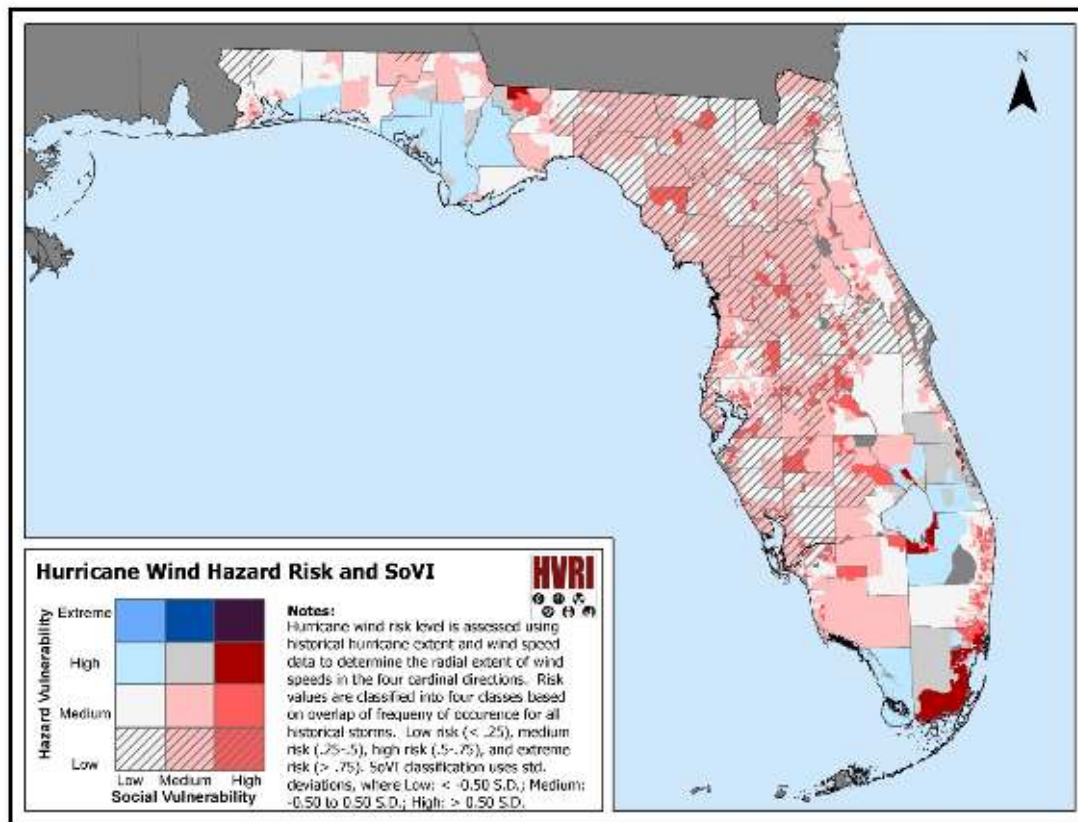 N
Hurricane Wind Hazard Risk and SoVI
HVRI
Hazard Vulnerability
Extreme
High
Medium
Low
Low Medium High
Social Vulnerability
Notes:
Hurricane wind risk level is assessed using
historical hurricane extent and wind speed
data to determine the radial extent of wind
speeds in the four cardinal directions. Risk
values are classified into four classes based
on overlap of frequeny of occurence for all
historical storms. Low risk (< .25), medium
risk (.25-.5), high risk (.5-.75), and extreme
risk (> .75). SoVI classification uses std.
deviations, where Low: < -0.50 S.D.; Medium:
-0.50 to 0.50 S.D.; High: > 0.50 S.D.